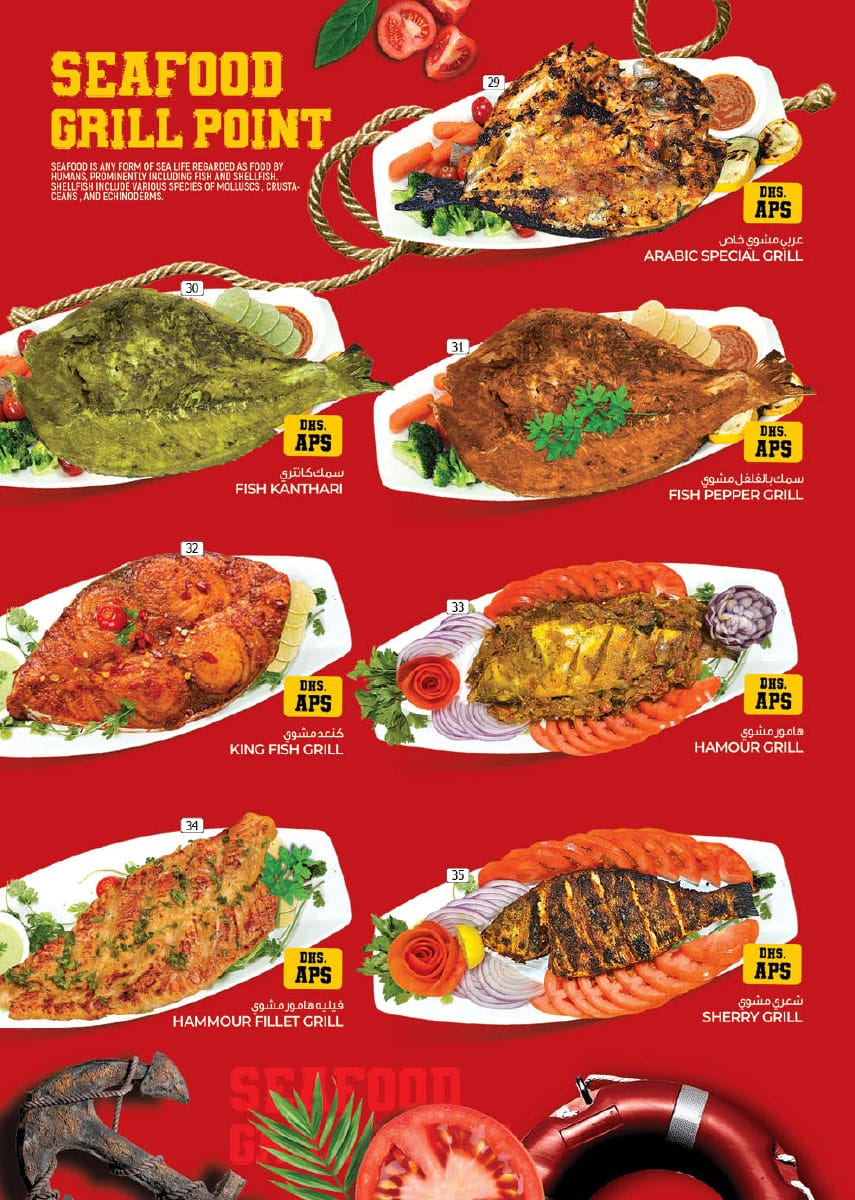 SEAFOOD
GRILL POINT
SEAFOOD IS ANY FORM OF SEA LIFE REGARDED AS FOOD BY
HUMANS, PROMINENTLY INCLUDING FISH AND SHELLFISH.
SHELLFISH INCLUDE VARIOUS SPECIES OF MOLLUSCS , CRUSTA-
CEANS , AND ECHINODERMS.
29
DHS.
APS
عربي مشوي خاص
ARABIC SPECIAL GRILL
30
DHS.
APS
سمك كانتري
FISH KANTHARI
31
DHS.
APS
سمك بالفلفل مشوي
FISH PEPPER GRILL
32
DHS.
APS
كنعد مشوي
KING FISH GRILL
33
DHS.
APS
هامور مشوي
HAMOUR GRILL
34
DHS.
APS
فيليه هامور مشوي
HAMMOUR FILLET GRILL
35
DHS.
APS
شعري مشوي
SHERRY GRILL
SEAFOOD